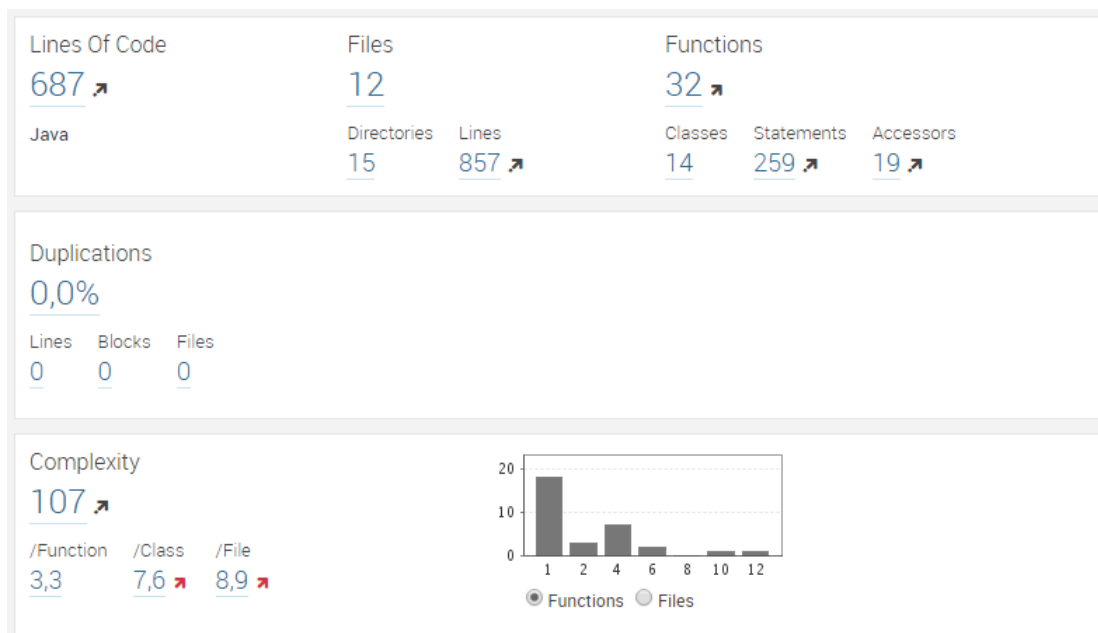 Lines Of Code
687
Java
Files
12
Directories Lines
15 857
Functions
32
Classes Statements Accessors
14 259 19
Duplications
0,0%
Lines Blocks Files
0 0 0
Complexity
107
/Function /Class /File
3,3 7,6 8,9
20
10
0
1 2 4 6 8 10 12
Functions Files